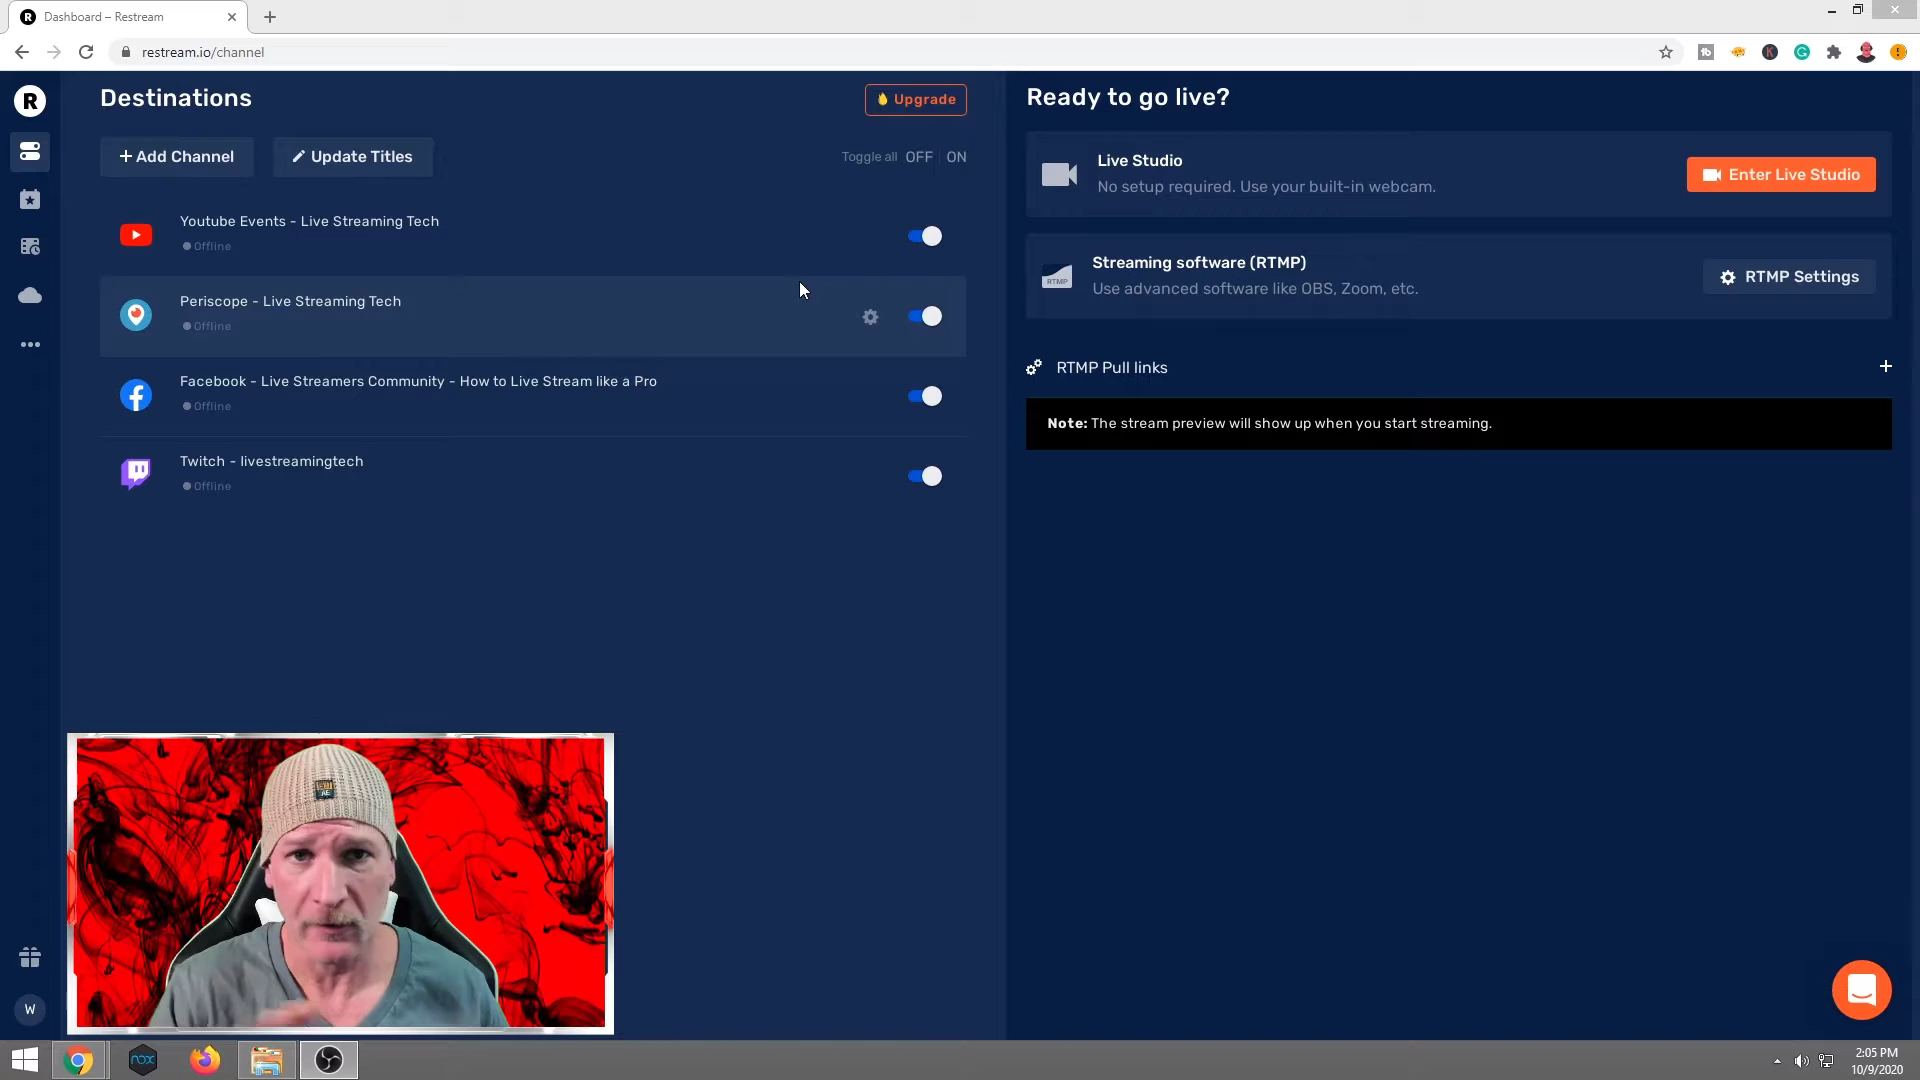 Dashboard – Restream
restream.io/channel
R
Destinations
Upgrade
+ Add Channel
Update Titles
Toggle all OFF ON
Youtube Events - Live Streaming Tech
Offline
Periscope - Live Streaming Tech
Offline
Facebook - Live Streamers Community - How to Live Stream like a Pro
Offline
Twitch - livestreamingtech
Offline
Ready to go live?
Live Studio
No setup required. Use your built-in webcam.
Enter Live Studio
RTMP
Streaming software (RTMP)
Use advanced software like OBS, Zoom, etc.
RTMP Settings
RTMP Pull links
Note: The stream preview will show up when you start streaming.
W
nox
2:05 PM
10/9/2020